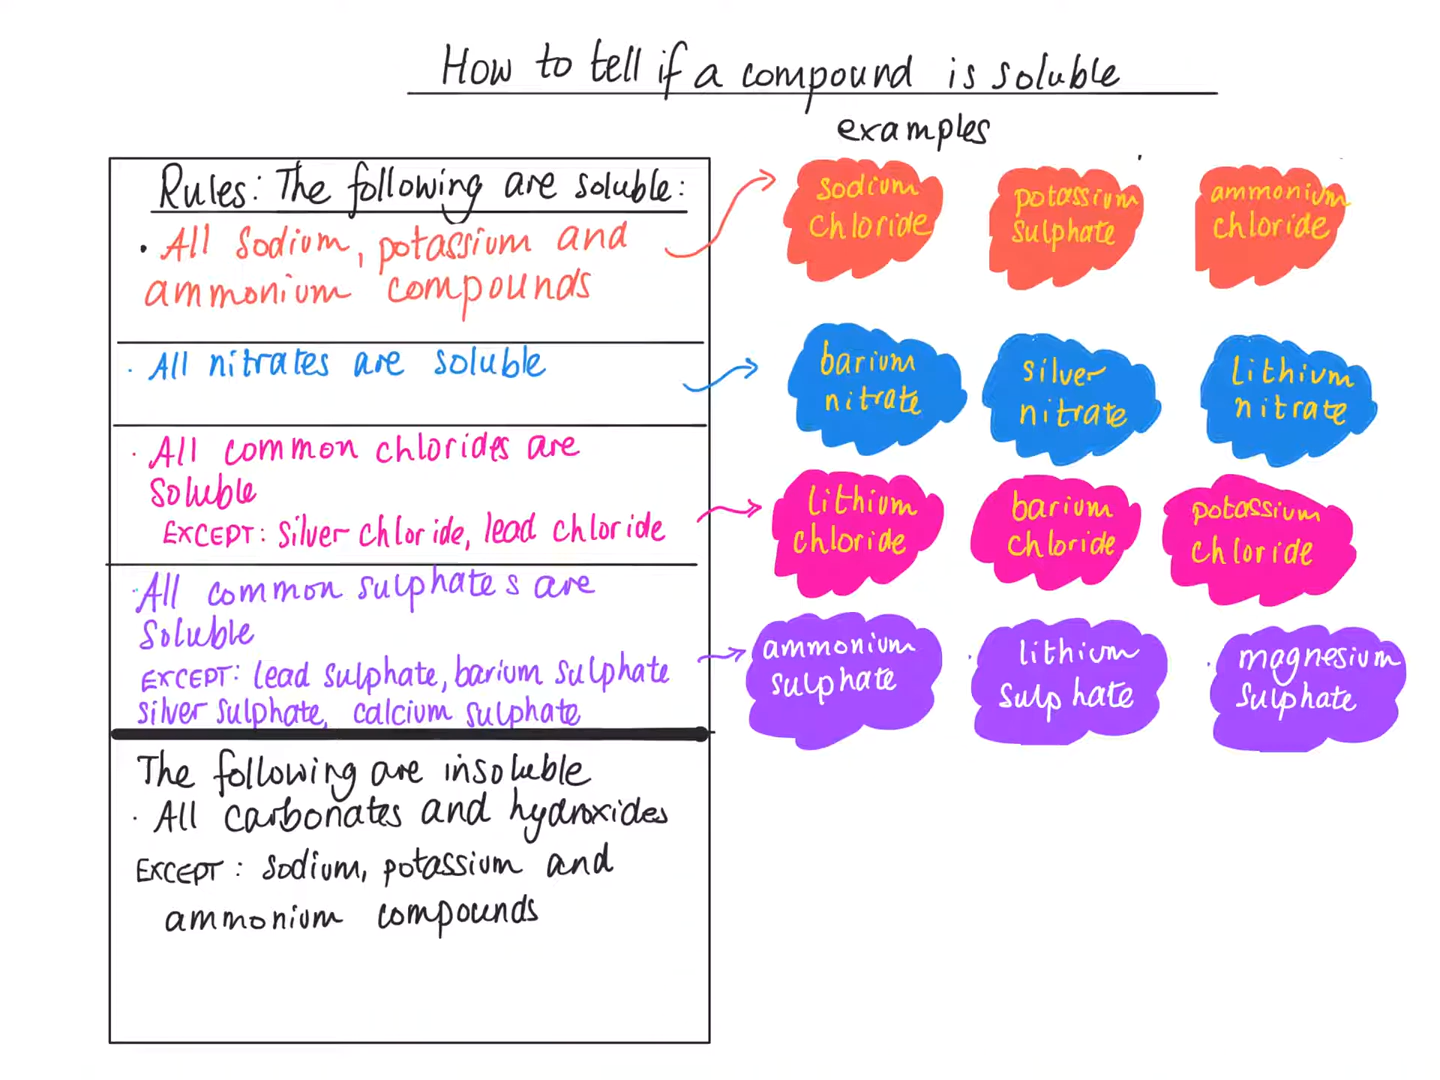 How to tell if a compound is soluble
examples
Rules: The following are soluble:
· All sodium, potassium and
ammonium compounds
sodium
chloride
potassium
sulphate
ammonium
chloride
· All nitrates are soluble
barium
nitrate
silver
nitrate
lithium
nitrate
· All common chlorides are
soluble
EXCEPT: silver chloride, lead chloride
lithium
chloride
barium
chloride
potassium
chloride
· All common sulphates are
soluble
EXCEPT: lead sulphate, barium sulphate
silver sulphate, calcium sulphate
ammonium
sulphate
lithium
sulphate
magnesium
sulphate
The following are insoluble
· All carbonates and hydroxides
EXCEPT: sodium, potassium and
ammonium compounds